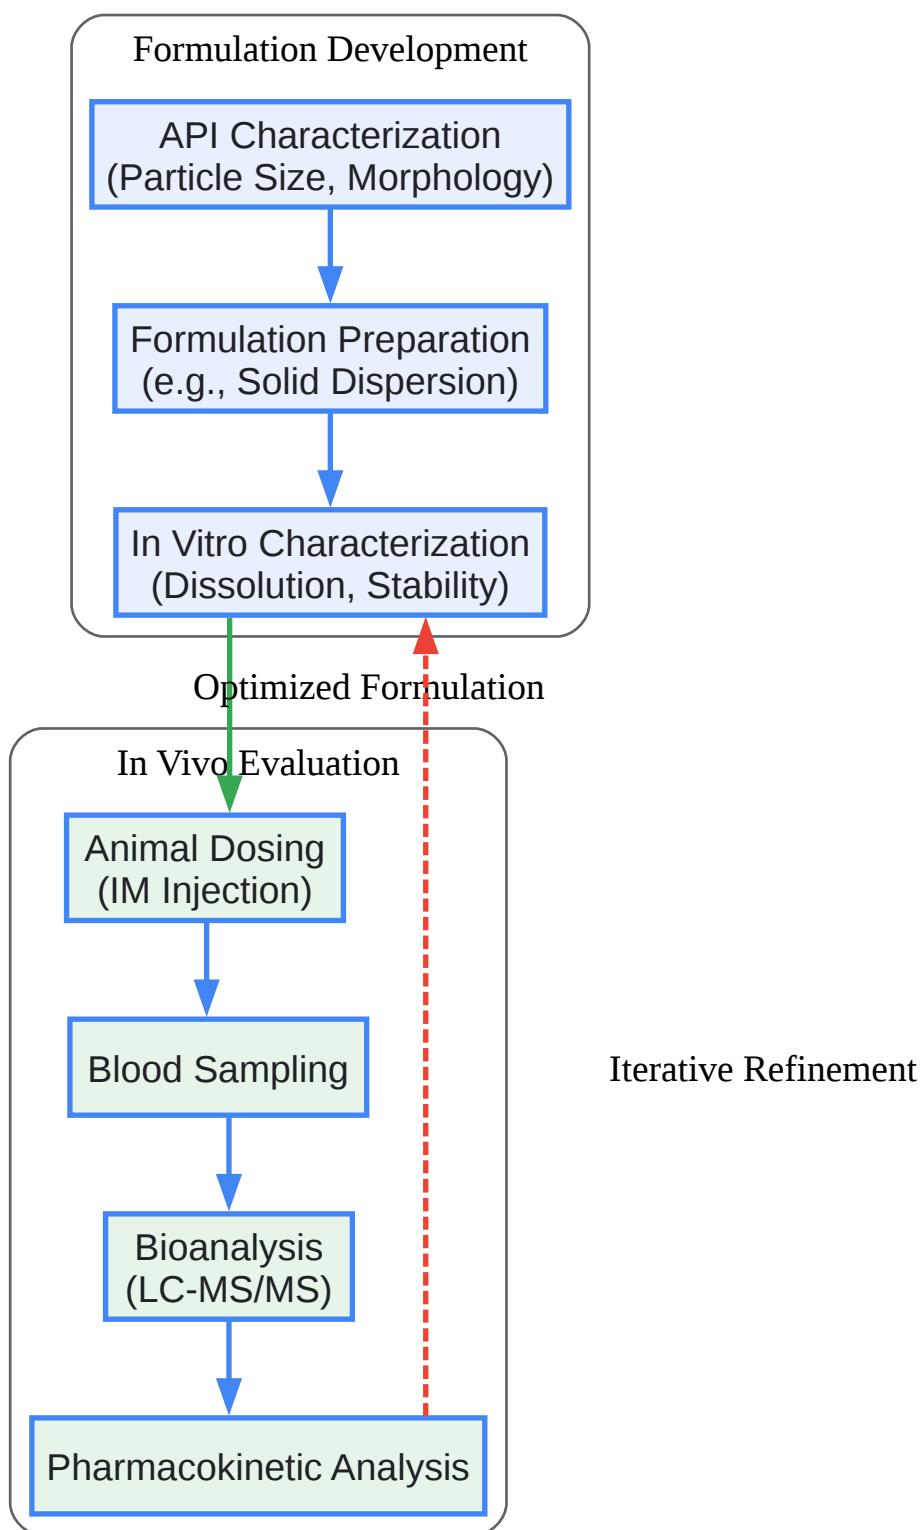 Formulation Development
API Characterization
(Particle Size, Morphology)
Formulation Preparation
(e.g., Solid Dispersion)
In Vitro Characterization
(Dissolution, Stability)
Optimized Formulation
In Vivo Evaluation
Animal Dosing
(IM Injection)
Blood Sampling
Iterative Refinement
Bioanalysis
(LC-MS/MS)
Pharmacokinetic Analysis